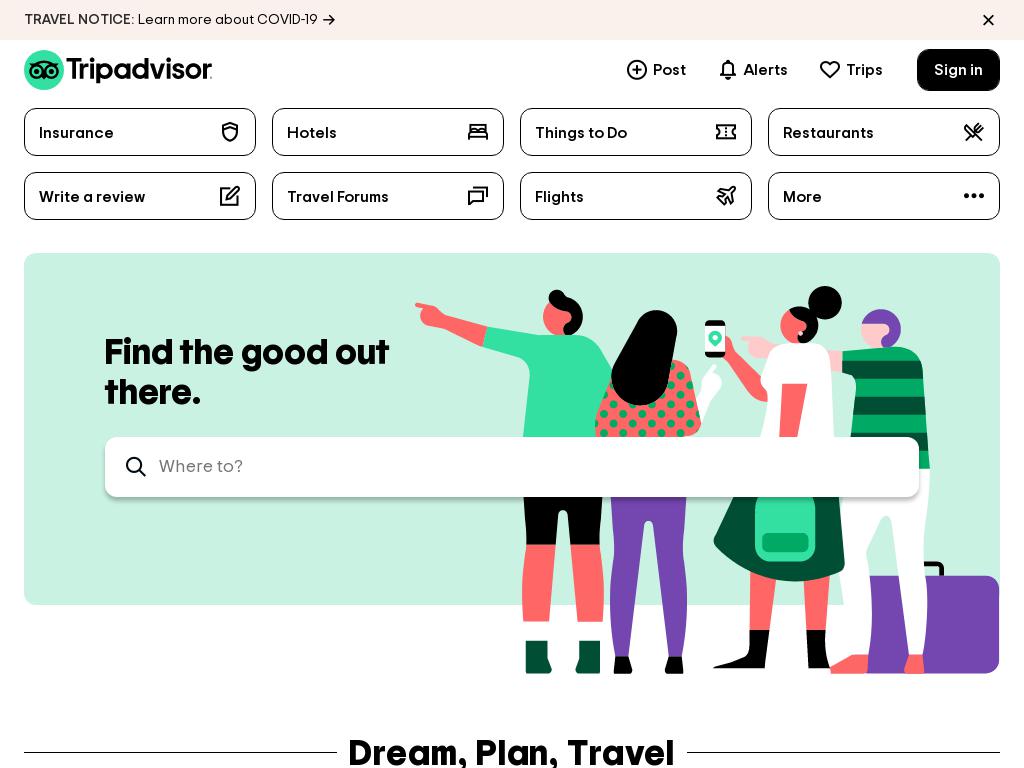 TRAVEL NOTICE: Learn more about COVID-19 →
Tripadvisor
Post
Alerts
Trips
Sign in
Insurance
Hotels
Things to Do
Restaurants
Write a review
Travel Forums
Flights
More
Find the good out
there.
Where to?
Dream, Plan, Travel